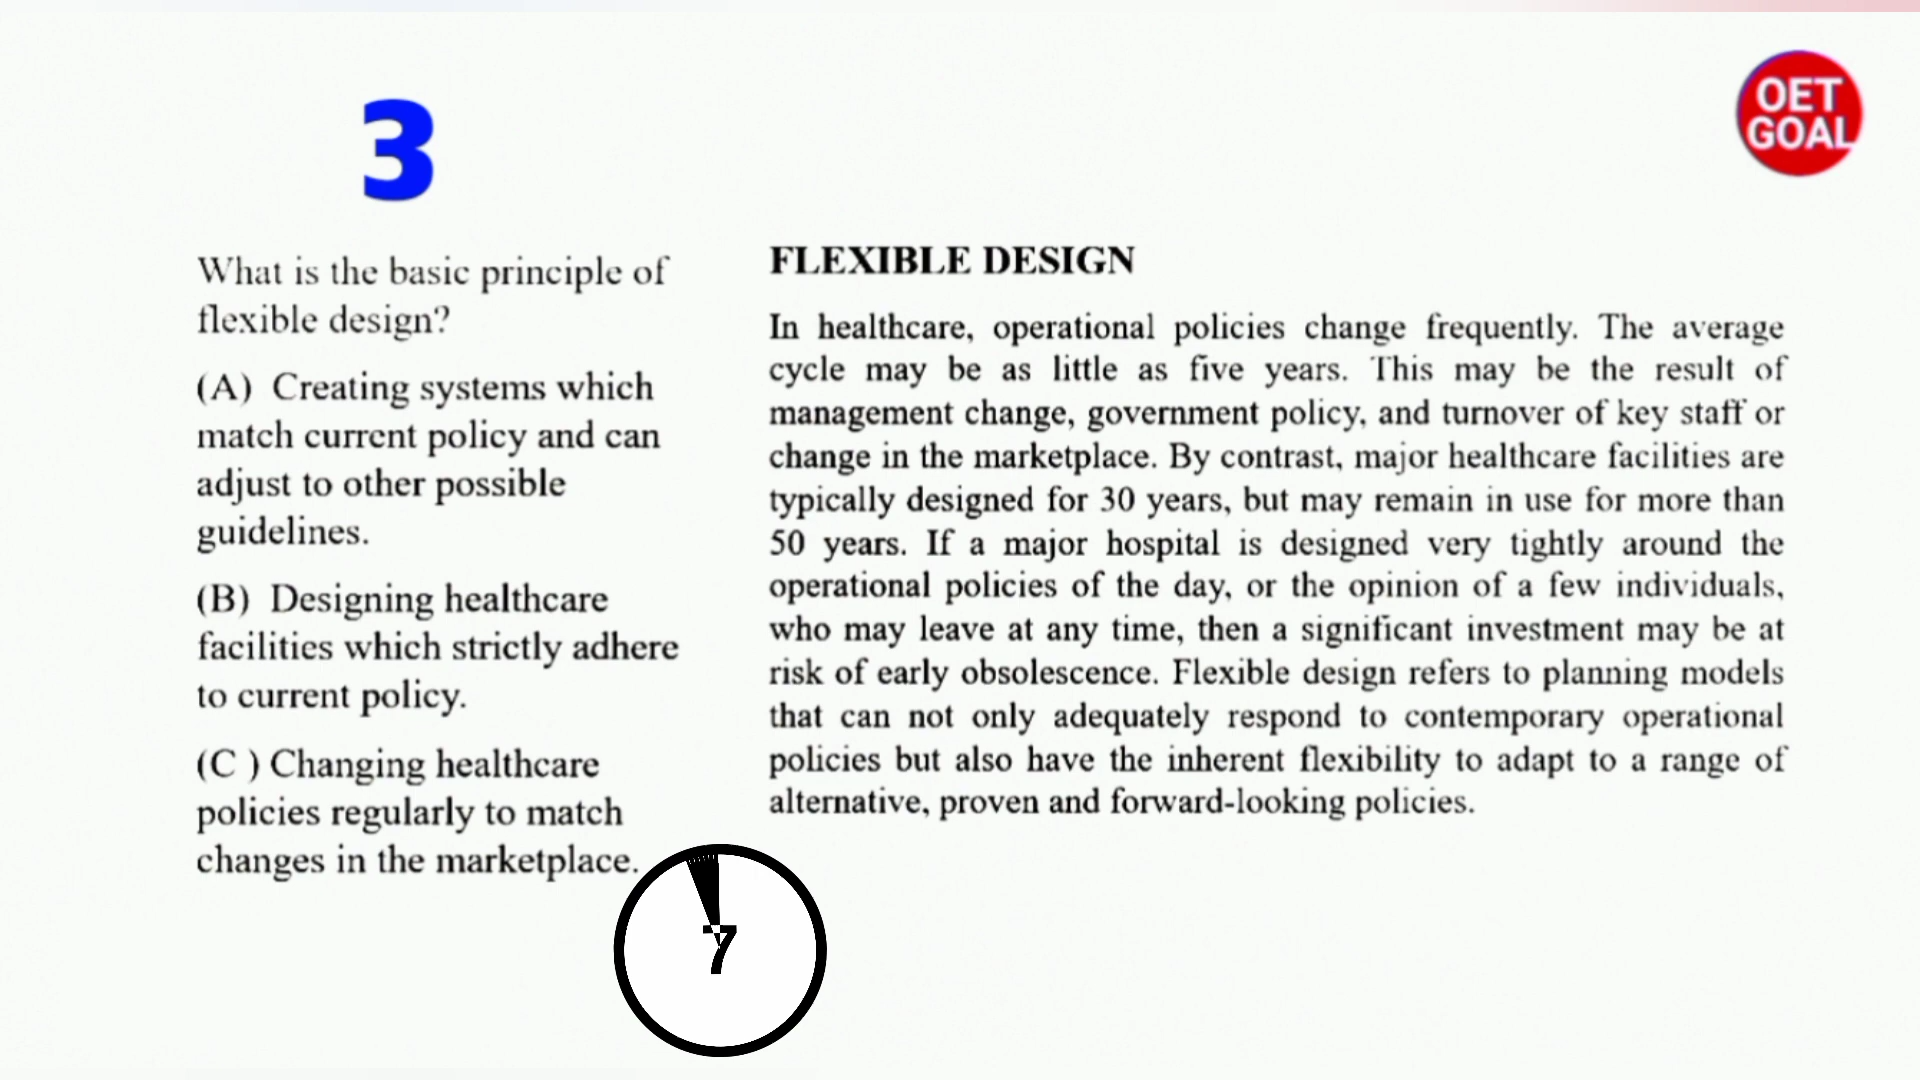 3
OET
GOAL
What is the basic principle of
flexible design?
(A) Creating systems which
match current policy and can
adjust to other possible
guidelines.
(B) Designing healthcare
facilities which strictly adhere
to current policy.
(C ) Changing healthcare
policies regularly to match
changes in the marketplace.
FLEXIBLE DESIGN
In healthcare, operational policies change frequently. The average
cycle may be as little as five years. This may be the result of
management change, government policy, and turnover of key staff or
change in the marketplace. By contrast, major healthcare facilities are
typically designed for 30 years, but may remain in use for more than
50 years. If a major hospital is designed very tightly around the
operational policies of the day, or the opinion of a few individuals,
who may leave at any time, then a significant investment may be at
risk of early obsolescence. Flexible design refers to planning models
that can not only adequately respond to contemporary operational
policies but also have the inherent flexibility to adapt to a range of
alternative, proven and forward-looking policies.
7